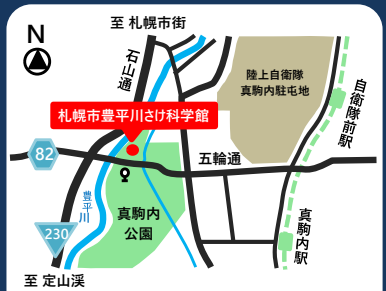 至 札幌市街
N
石山通
陸上自衛隊
真駒内駐屯地
自衛隊前駅
札幌市豊平川さけ科学館
82
五輪通
豊平川
真駒内
公園
真駒内駅
230
至 定山渓